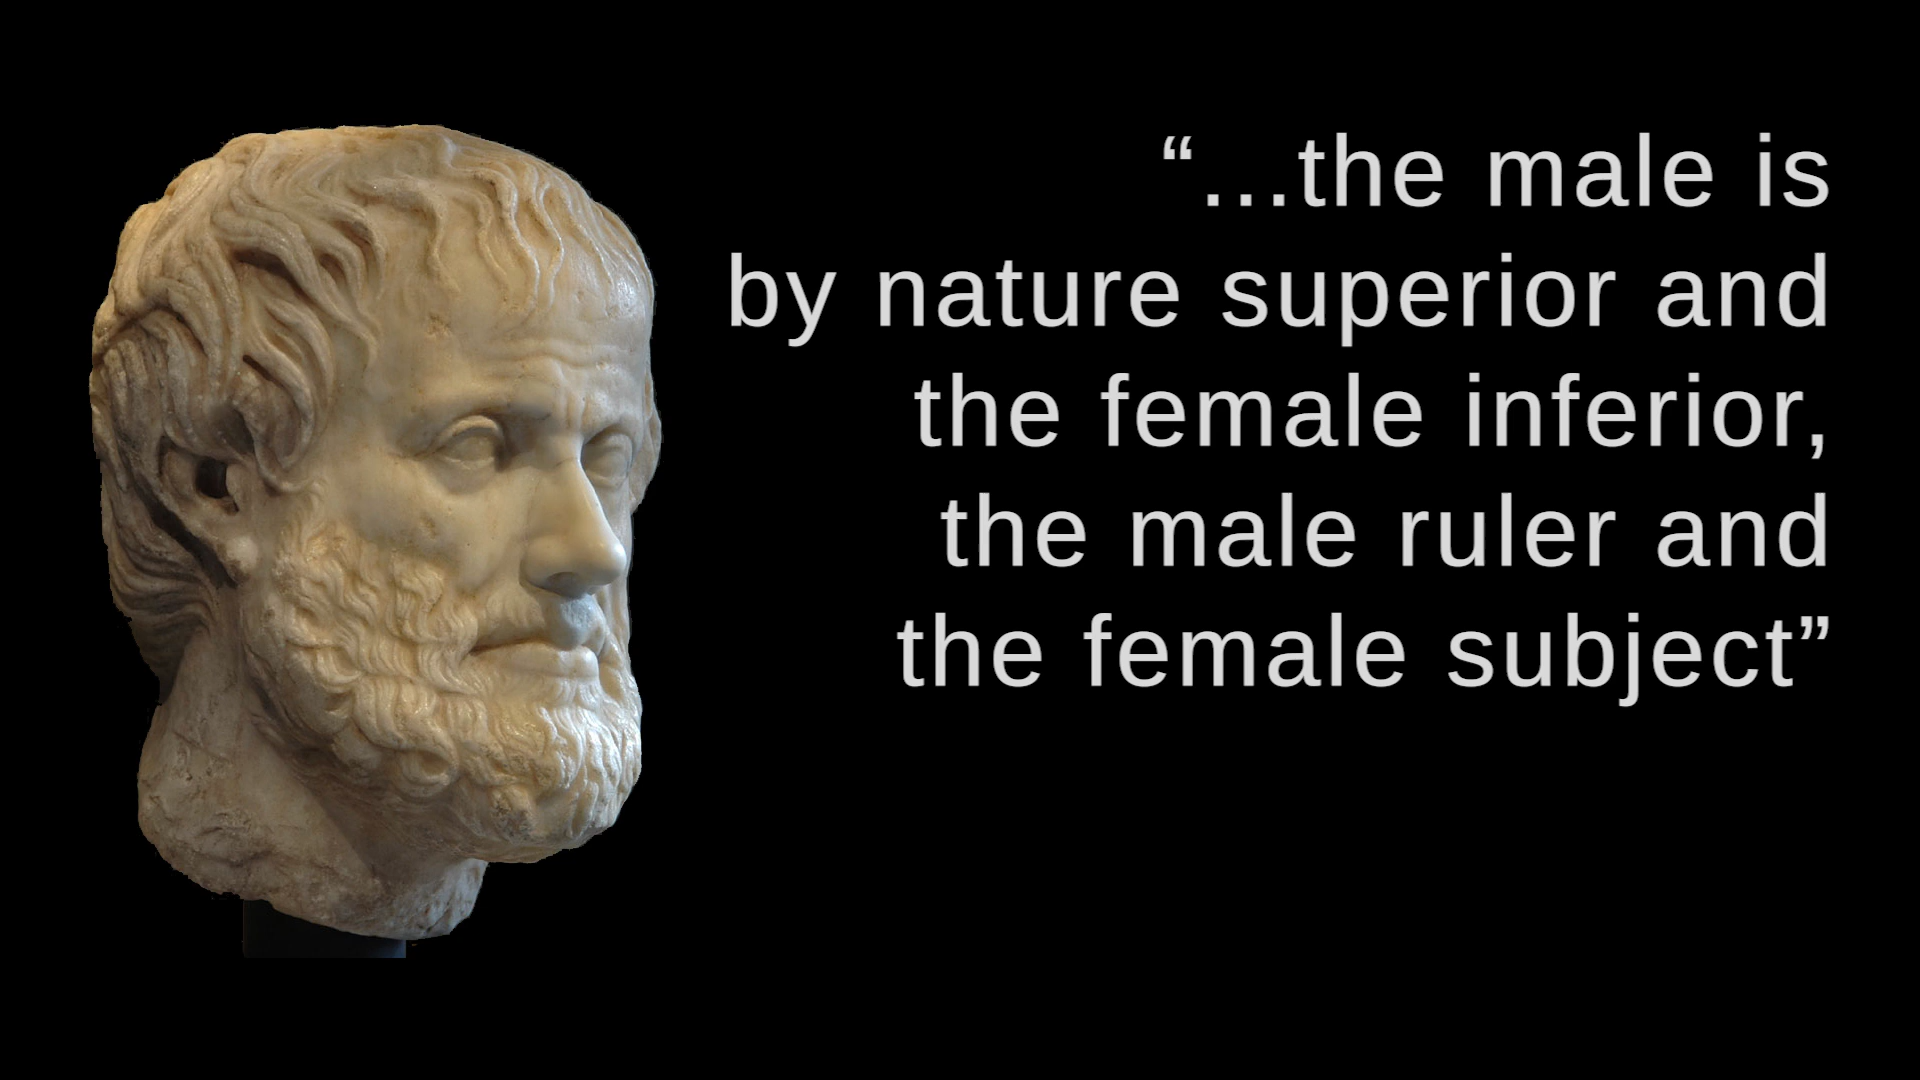 “...the male is
by nature superior and
the female inferior,
the male ruler and
the female subject”